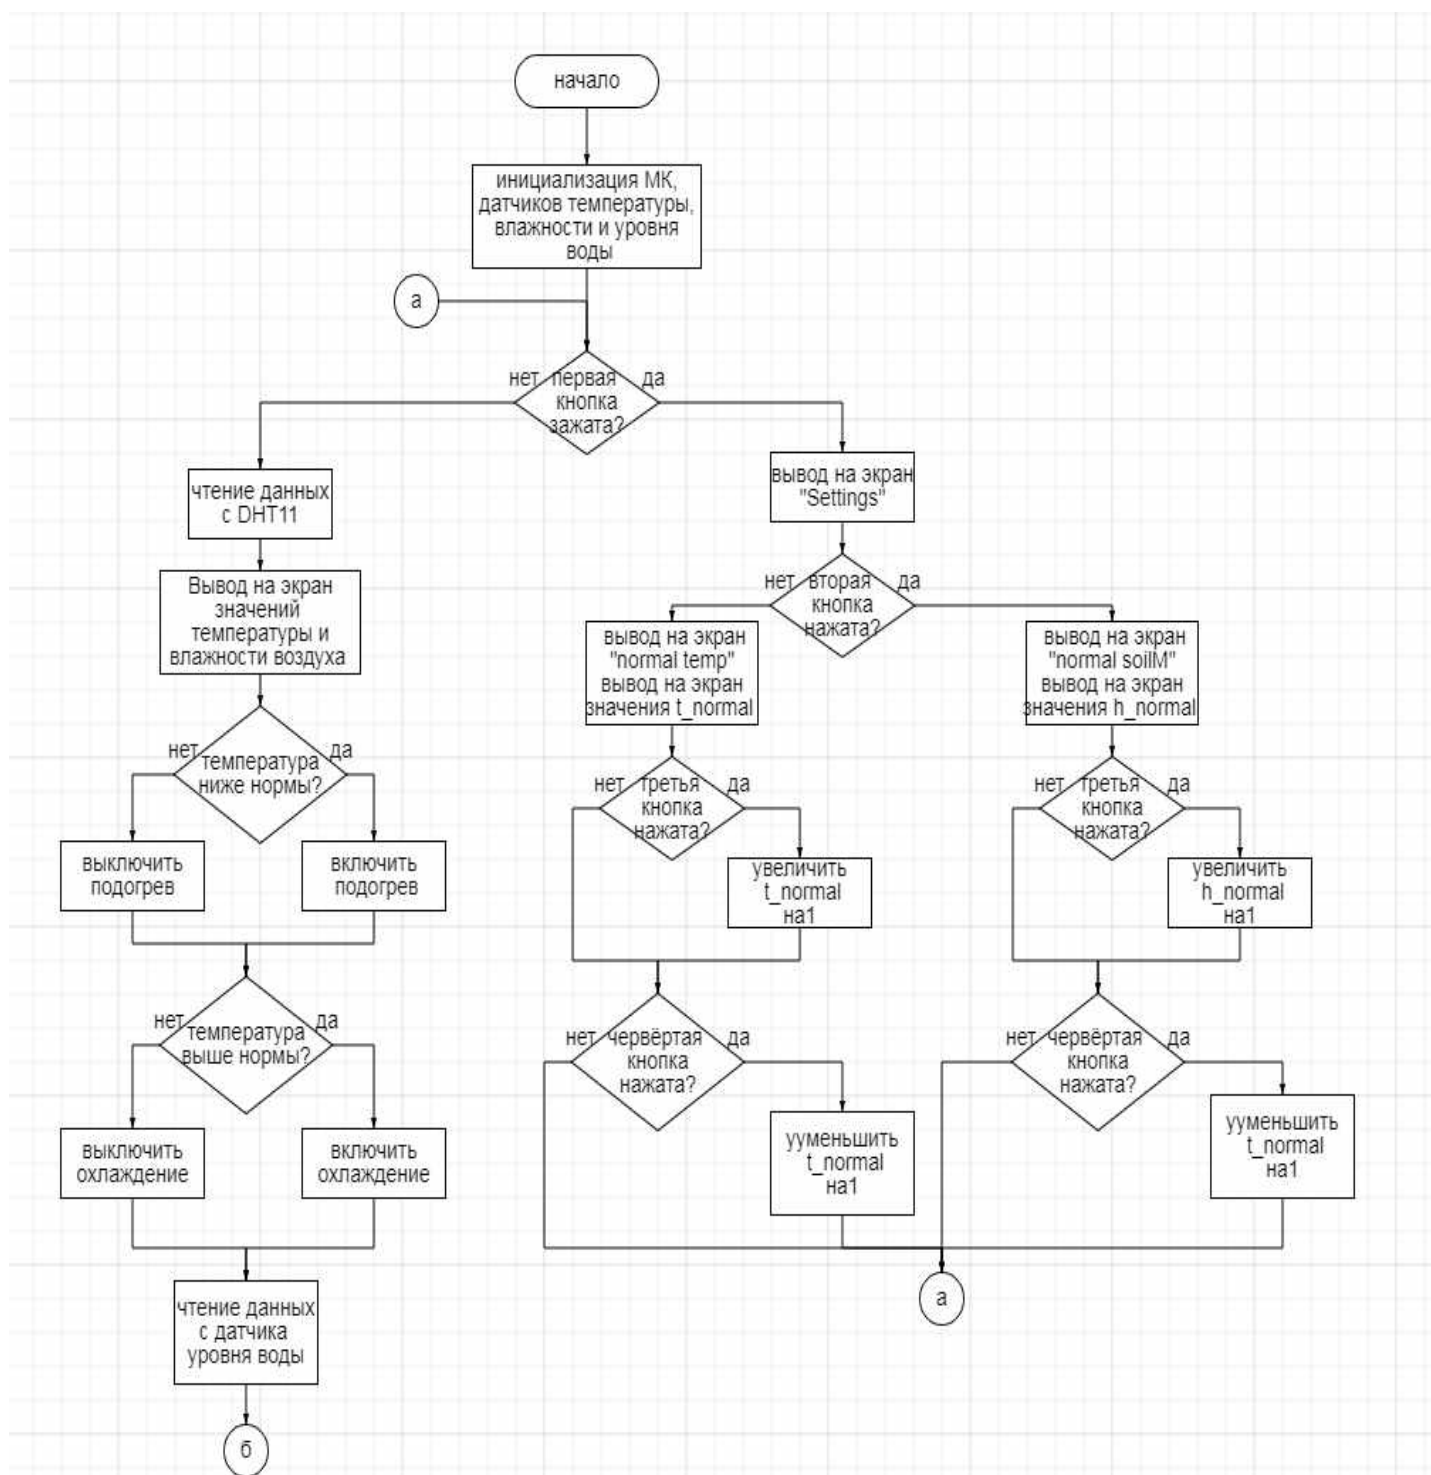 начало
инициализация МК,
датчиков температуры,
влажности и уровня
воды
а
нет
первая
кнопка
зажата?
да
чтение данных
с DHT11
вывод на экран
"Settings"
Вывод на экран
значений
температуры и
влажности воздуха
нет
вторая
кнопка
нажата?
да
вывод на экран
"normal temp"
вывод на экран
значения t_normal
вывод на экран
"normal soilM"
вывод на экран
значения h_normal
нет
температура
ниже нормы?
да
нет
третья
кнопка
нажата?
да
нет
третья
кнопка
нажата?
да
выключить
подогрев
включить
подогрев
увеличить
t_normal
на1
увеличить
h_normal
на1
нет
температура
выше нормы?
да
нет
червёртая
кнопка
нажата?
да
нет
червёртая
кнопка
нажата?
да
выключить
охлаждение
включить
охлаждение
ууменьшить
t_normal
на1
ууменьшить
t_normal
на1
чтение данных
с датчика
уровня воды
а
б